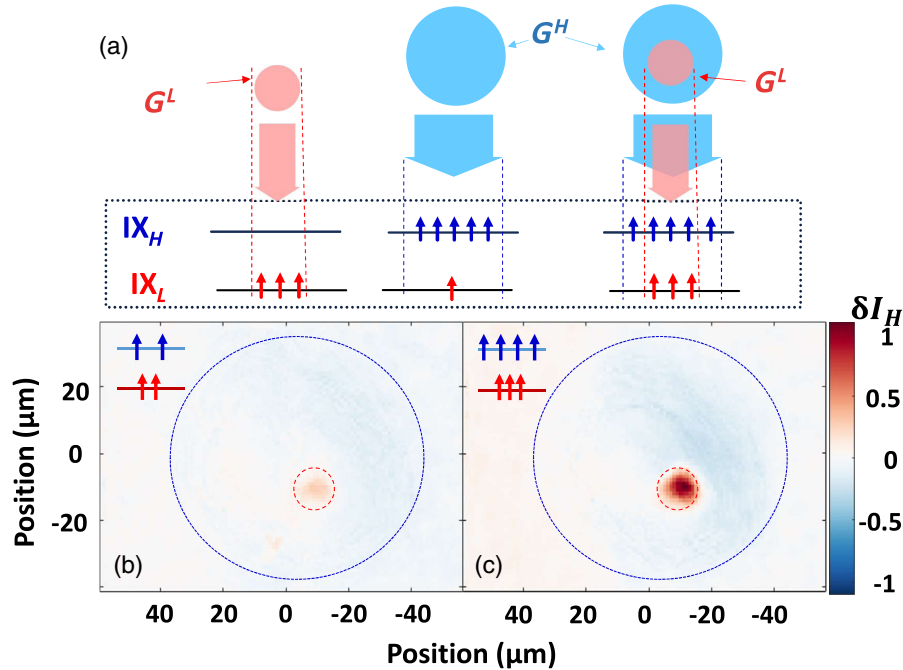 (a)
G^H
G^L
G^L
IX_H
IX_L
δI_H
1
0.5
0
-0.5
-1
20
0
-20
Position (μm)
(b)
(c)
40 20 0 -20 -40
40 20 0 -20 -40
Position (μm)